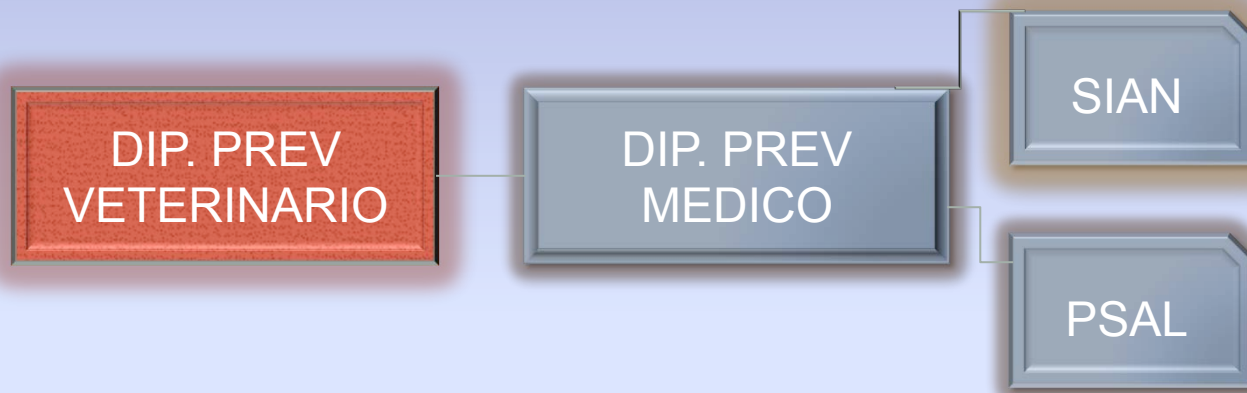 DIP. PREV
VETERINARIO
DIP. PREV
MEDICO
SIAN
PSAL